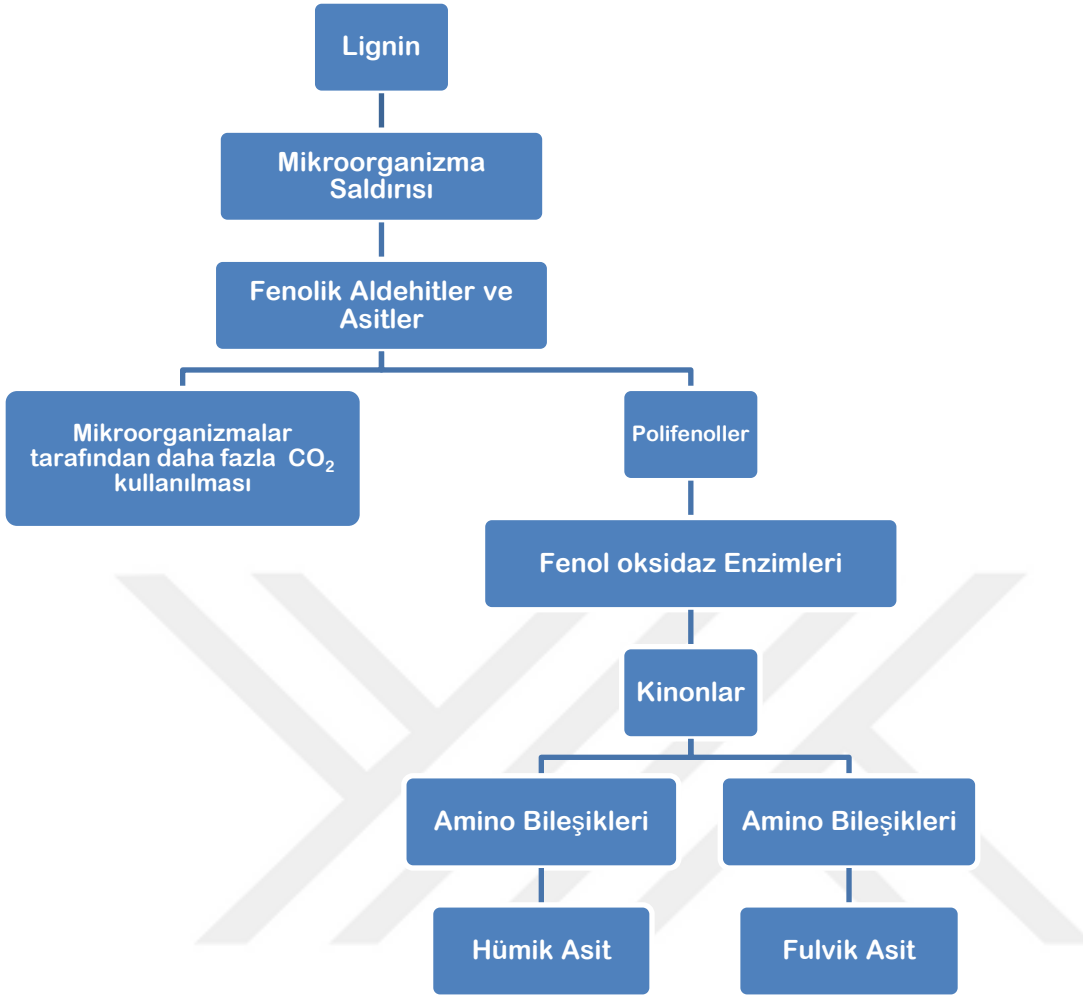 Lignin
Mikroorganizma
Saldırısı
Fenolik Aldehitler ve
Asitler
Mikroorganizmalar
tarafından daha fazla CO₂
kullanılması
Polifenoller
Fenol oksidaz Enzimleri
Kinonlar
Amino Bileşikleri
Amino Bileşikleri
Hümik Asit
Fulvik Asit